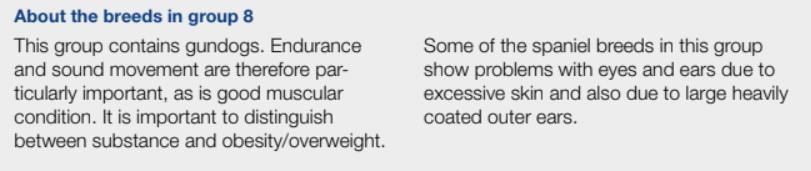 About the breeds in group 8
This group contains gundogs. Endurance
and sound movement are therefore par-
ticularly important, as is good muscular
condition. It is important to distinguish
between substance and obesity/overweight.
Some of the spaniel breeds in this group
show problems with eyes and ears due to
excessive skin and also due to large heavily
coated outer ears.